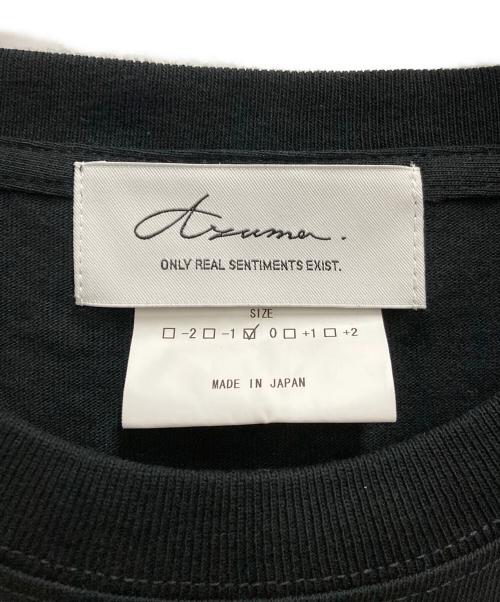 Azuma.
ONLY REAL SENTIMENTS EXIST.
SIZE
☐ -2 ☐ -1 ☑ 0 ☐ +1 ☐ +2
MADE IN JAPAN